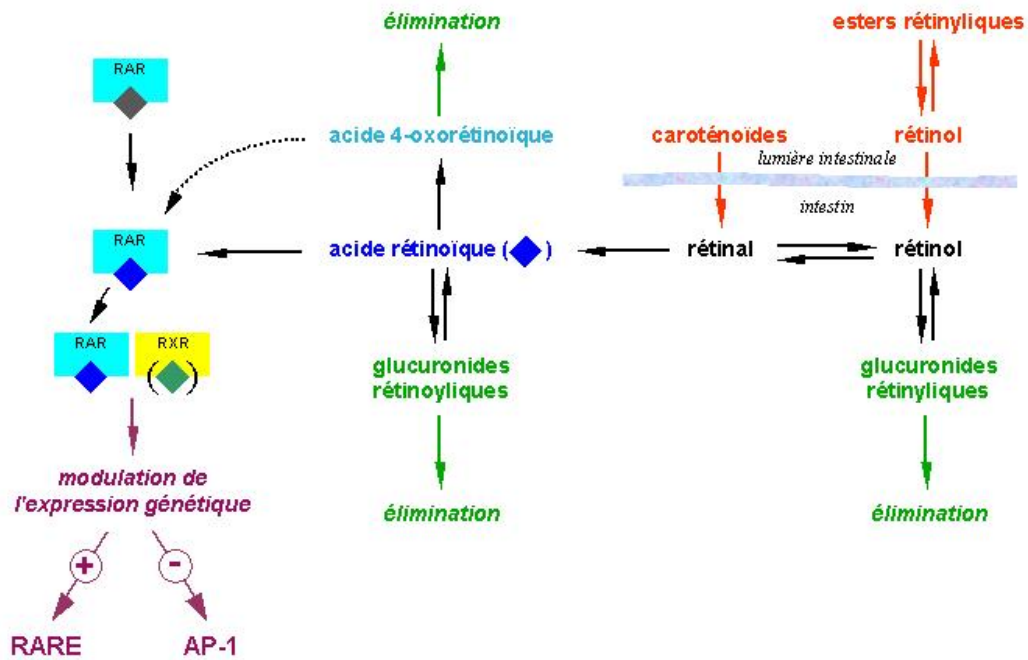 élimination
esters rétinyliques
RAR
acide 4-oxorétinoïque
caroténoïdes
rétinol
lumière intestinale
intestin
RAR
acide rétinoïque ( )
rétinal
rétinol
RAR
RXR
( )
glucuronides
rétinoyliques
glucuronides
rétinyliques
modulation de
l'expression génétique
élimination
élimination
+
-
RARE
AP-1